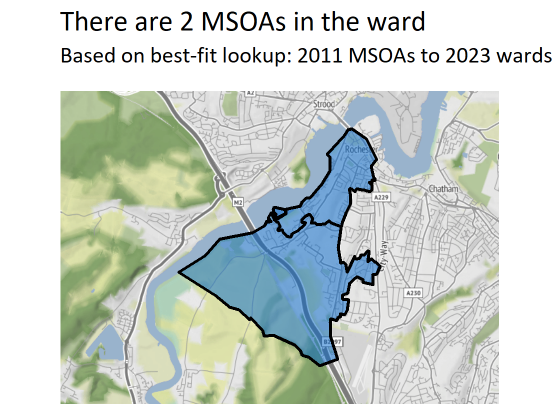 There are 2 MSOAs in the ward
Based on best-fit lookup: 2011 MSOAs to 2023 wards
A2
Strood
Rochester
Chatham
A229
M2
A230